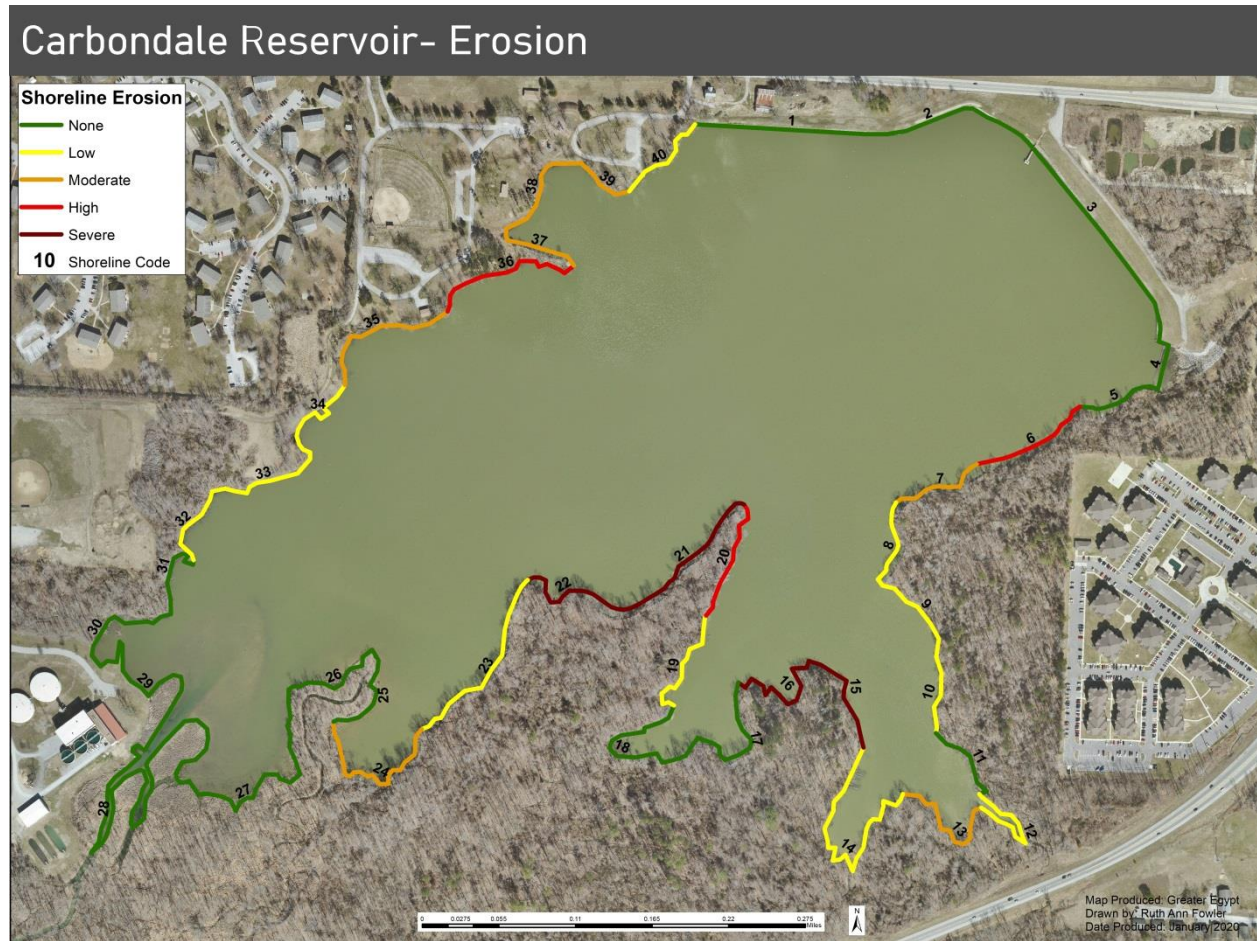 Carbondale Reservoir- Erosion
Shoreline Erosion
None
Low
Moderate
High
Severe
10 Shoreline Code
1
2
3
4
5
6
7
8
9
10
11
12
13
14
15
16
17
18
19
20
21
22
23
24
25
26
27
28
29
30
31
32
33
34
35
36
37
38
39
40
0 0.0275 0.055 0.11 0.165 0.22 0.275
Miles
N
Map Produced: Greater Egypt
Drawn by: Ruth Ann Fowler
Date Produced: January 2020